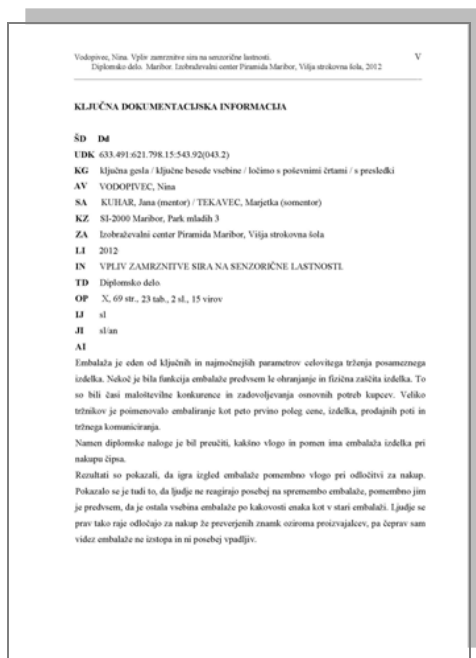 Vodopivec, Nina. Vpliv zamrznitve sira na senzorične lastnosti. V
Diplomsko delo. Maribor. Izobraževalni center Piramida Maribor, Višja strokovna šola, 2012
KLJUČNA DOKUMENTACIJSKA INFORMACIJA
ŠD Dd
UDK 633.491:621.798.15:543.92(043.2)
KG ključna gesla / ključne besede vsebine / ločimo s poševnimi črtami / s presledki
AV VODOPIVEC, Nina
SA KUHAR, Jana (mentor) / TEKAVEC, Marjetka (somentor)
KZ SI-2000 Maribor, Park mladih 3
ZA Izobraževalni center Piramida Maribor, Višja strokovna šola
LI 2012
IN VPLIV ZAMRZNITVE SIRA NA SENZORIČNE LASTNOSTI.
TD Diplomsko delo.
OP X, 69 str., 23 tab., 2 sl., 15 virov
IJ sl
JI sl/an
AI
Embalaža je eden od ključnih in najmočnejših parametrov celovitega trženja posameznega
izdelka. Nekoč je bila funkcija embalaže predvsem le ohranjanje in fizična zaščita izdelka. To
so bili časi maloštevilne konkurence in zadovoljevanja osnovnih potreb kupcev. Veliko
tržnikov je poimenovalo embaliranje kot peto prvino poleg cene, izdelka, prodajnih poti in
tržnega komuniciranja.
Namen diplomske naloge je bil preučiti, kakšno vlogo in pomen ima embalaža izdelka pri
nakupu čipsa.
Rezultati so pokazali, da igra izgled embalaže pomembno vlogo pri odločitvi za nakup.
Pokazalo se je tudi to, da ljudje ne reagirajo posebej na spremembo embalaže, pomembno jim
je predvsem, da je ostala vsebina embalaže po kakovosti enaka kot v stari embalaži. Ljudje se
prav tako raje odločajo za nakup že preverjenih znamk oziroma proizvajalcev, pa čeprav sam
videz embalaže ne izstopa in ni posebej vpadljiv.